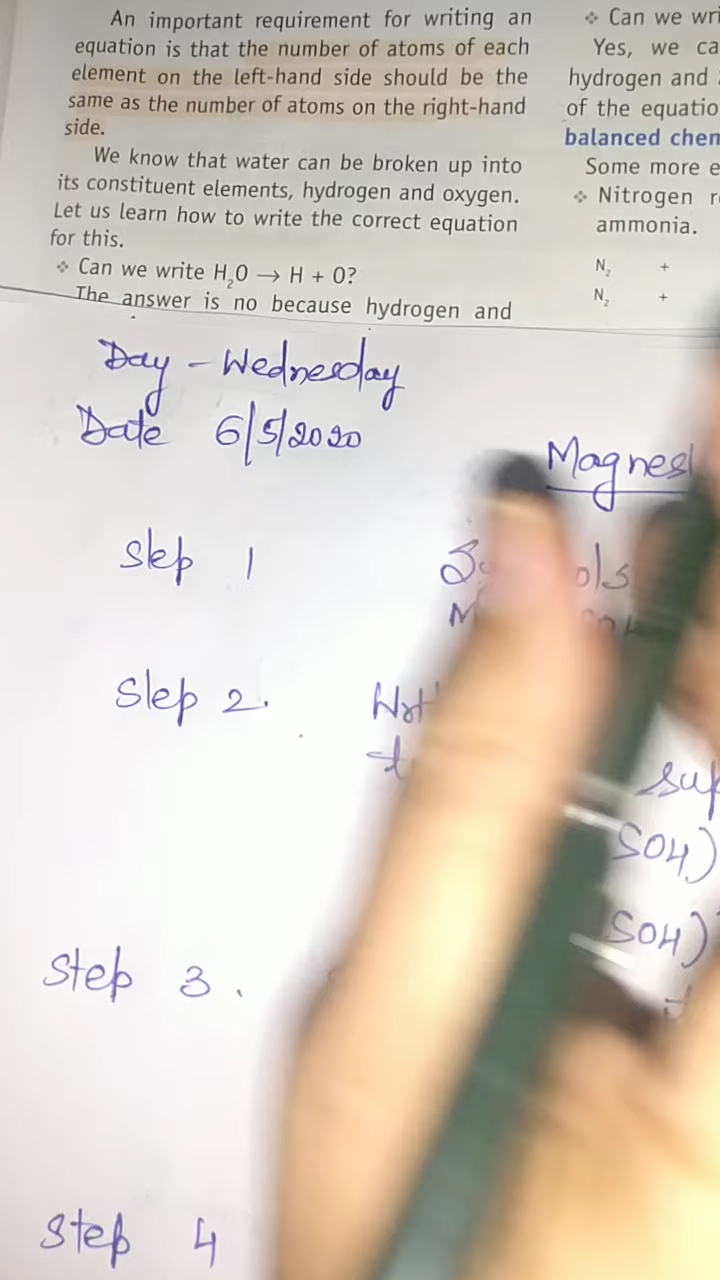 An important requirement for writing an
equation is that the number of atoms of each
element on the left-hand side should be the
same as the number of atoms on the right-hand
side.
We know that water can be broken up into
its constituent elements, hydrogen and oxygen.
Let us learn how to write the correct equation
for this.
❖ Can we write H₂O → H + O?
The answer is no because hydrogen and
❖ Can we wri
Yes, we ca
hydrogen and
of the equatio
balanced chem
Some more e
❖ Nitrogen r
ammonia.
N₂ +
N₂ +
Day - Wednesday
Date 6/5/2020
Magnes
Step 1
ols
Step 2.
sup
SO4)
SO4)
Step 3.
Step 4